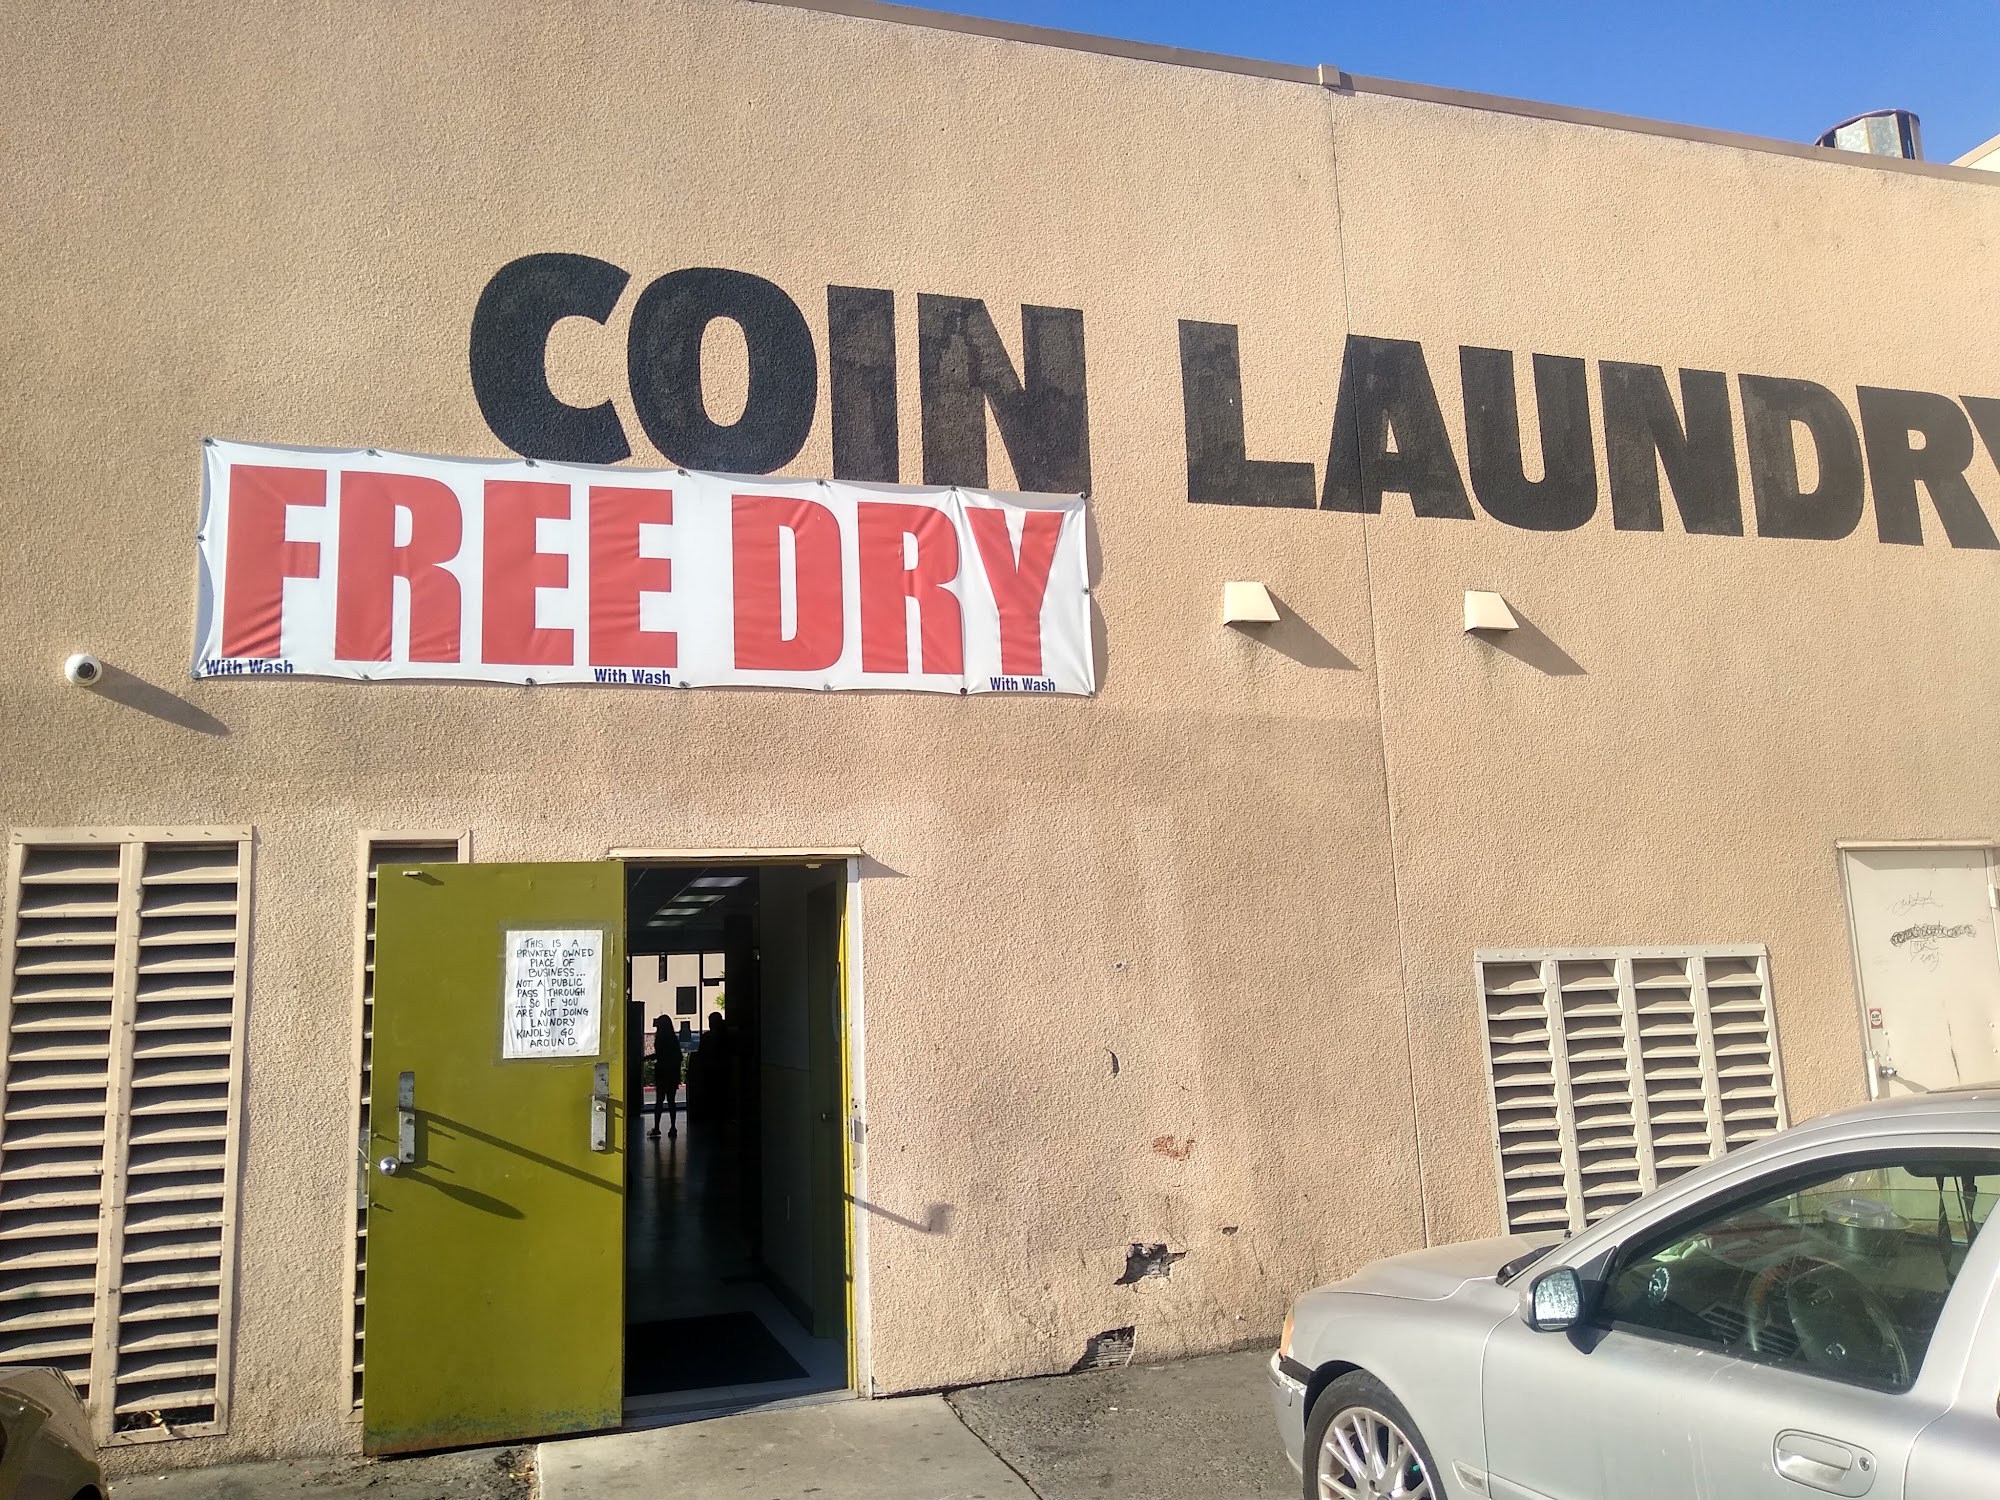 COIN LAUNDRY
FREE DRY
With Wash With Wash With Wash
THIS IS A
PRIVATELY OWNED
PLACE OF
BUSINESS...
NOT A PUBLIC
PASS THROUGH
....SO IF YOU
ARE NOT DOING
LAUNDRY
KINDLY GO
AROUND.